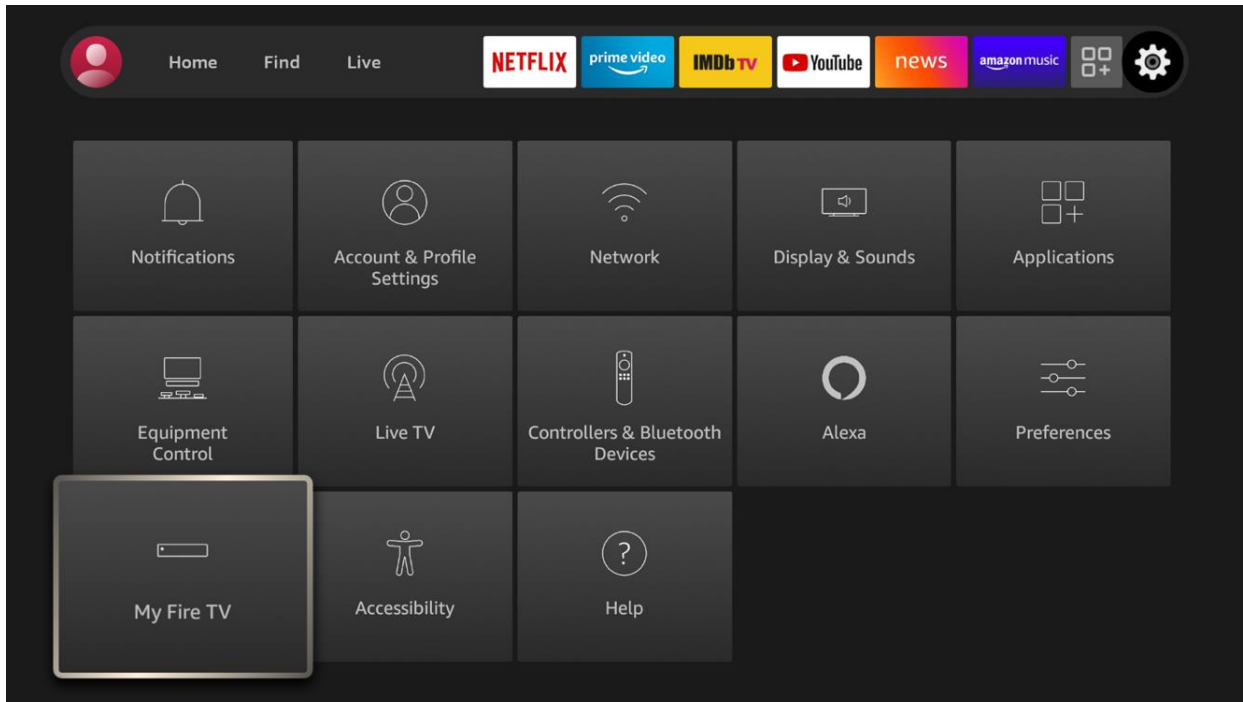 Home Find Live NETFLIX prime video IMDb TV YouTube news amazon music
Notifications
Account & Profile
Settings
Network
Display & Sounds
Applications
Equipment
Control
Live TV
Controllers & Bluetooth
Devices
Alexa
Preferences
My Fire TV
Accessibility
?
Help